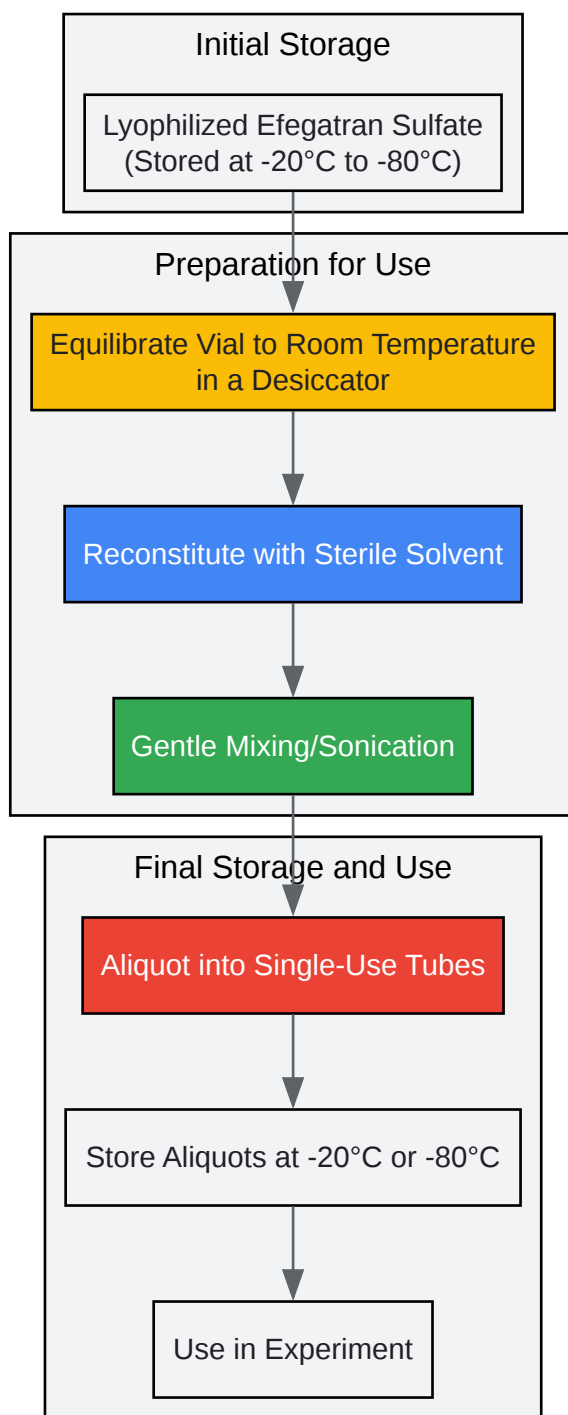 Initial Storage
Lyophilized Efegatran Sulfate
(Stored at -20°C to -80°C)
Preparation for Use
Equilibrate Vial to Room Temperature
in a Desiccator
Reconstitute with Sterile Solvent
Gentle Mixing/Sonication
Final Storage and Use
Aliquot into Single-Use Tubes
Store Aliquots at -20°C or -80°C
Use in Experiment